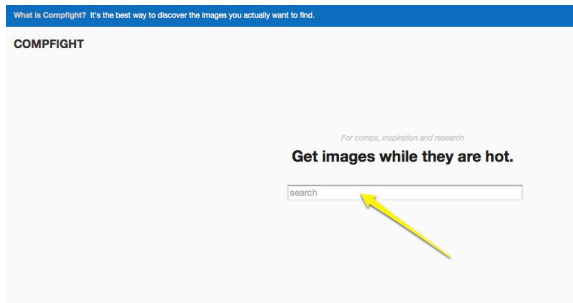 What is Compfight? It's the best way to discover the images you actually want to find.
COMPFIGHT
For comps, inspiration and research
Get images while they are hot.
search